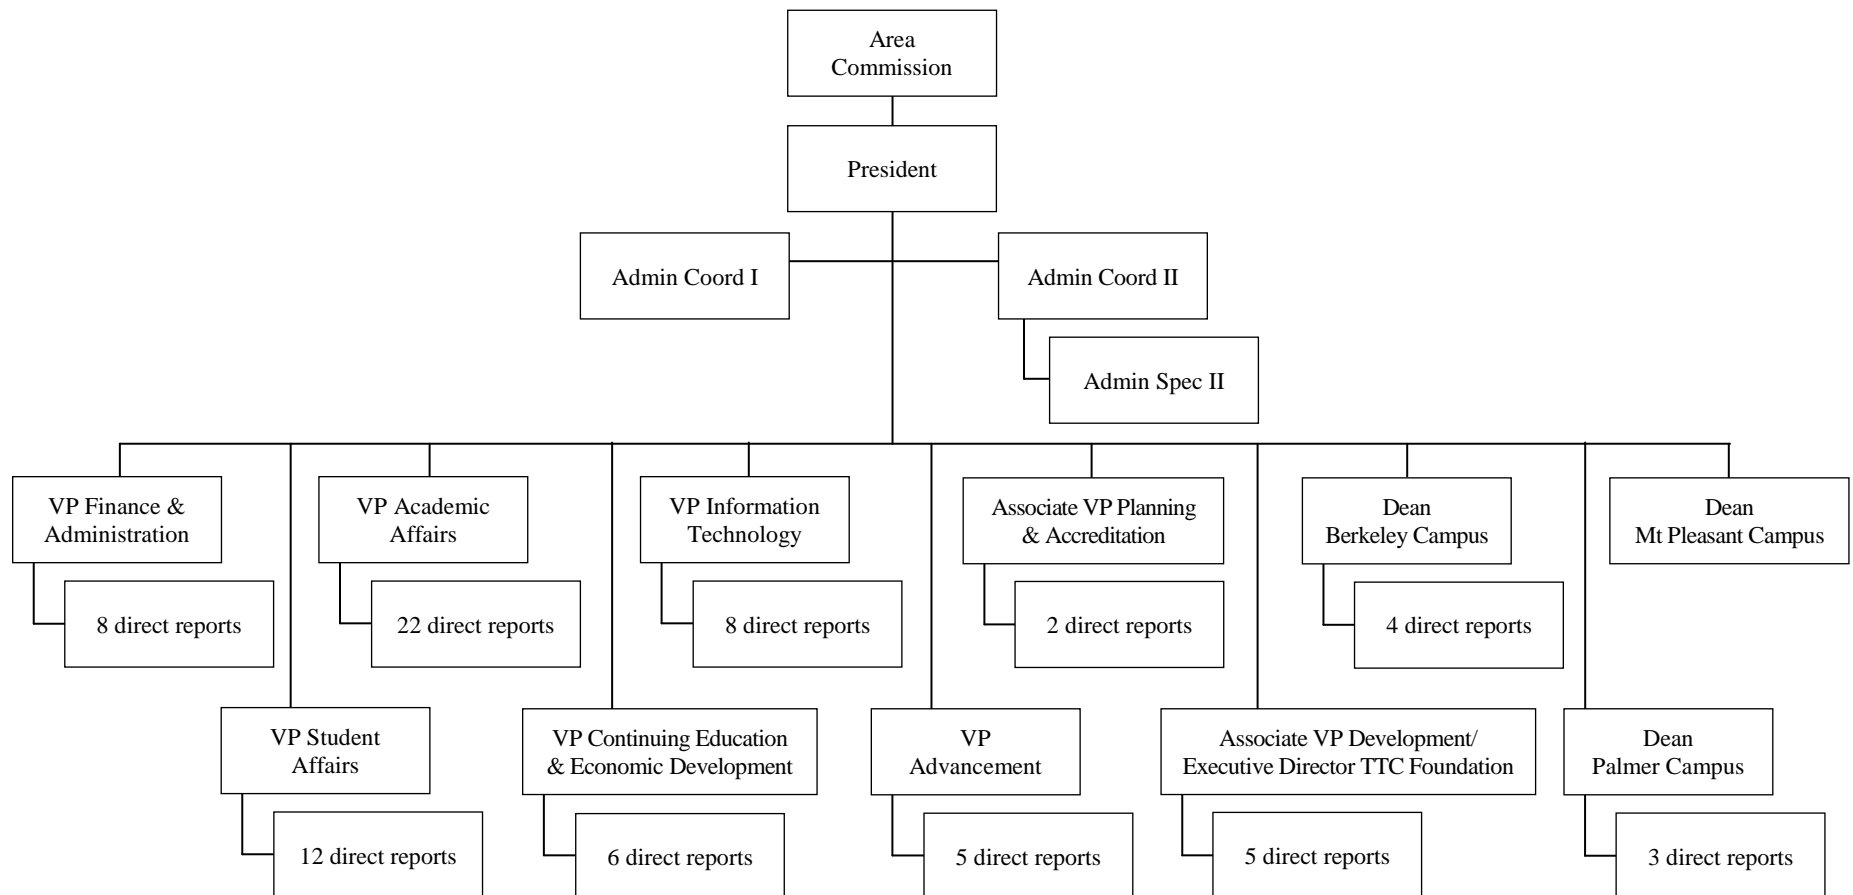 Area
Commission
President
Admin Coord I
Admin Coord II
Admin Spec II
VP Finance &
Administration
8 direct reports
VP Academic
Affairs
22 direct reports
VP Information
Technology
8 direct reports
Associate VP Planning
& Accreditation
2 direct reports
Dean
Berkeley Campus
4 direct reports
Dean
Mt Pleasant Campus
VP Student
Affairs
12 direct reports
VP Continuing Education
& Economic Development
6 direct reports
VP
Advancement
5 direct reports
Associate VP Development/
Executive Director TTC Foundation
5 direct reports
Dean
Palmer Campus
3 direct reports